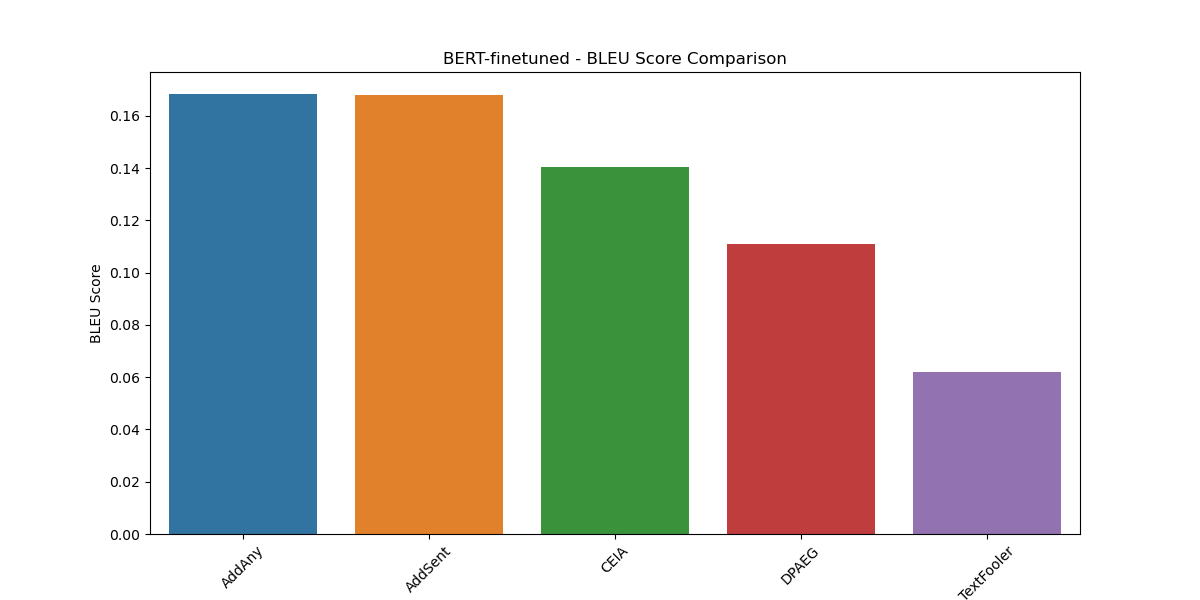 BERT-finetuned - BLEU Score Comparison
BLEU Score
0.16
0.14
0.12
0.10
0.08
0.06
0.04
0.02
0.00
AddAny
AddSent
CEIA
DPAEG
TextFooler